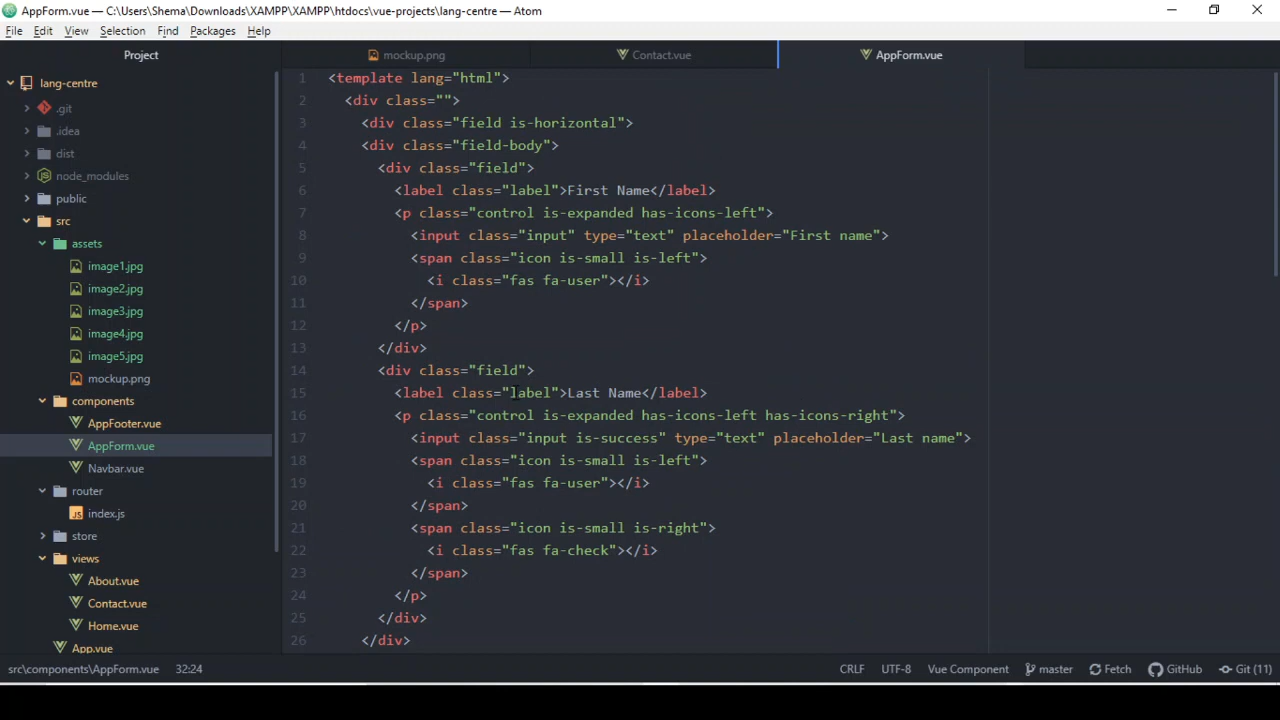 AppForm.vue — C:\Users\Shema\Downloads\XAMPP\XAMPP\htdocs\vue-projects\lang-centre — Atom
File Edit View Selection Find Packages Help
Project
mockup.png
Contact.vue
AppForm.vue
lang-centre
.git
.idea
dist
node_modules
public
src
assets
image1.jpg
image2.jpg
image3.jpg
image4.jpg
image5.jpg
mockup.png
components
AppFooter.vue
AppForm.vue
Navbar.vue
router
index.js
store
views
About.vue
Contact.vue
Home.vue
App.vue
1 <template lang="html">
2 <div class="">
3 <div class="field is-horizontal">
4 <div class="field-body">
5 <div class="field">
6 <label class="label">First Name</label>
7 <p class="control is-expanded has-icons-left">
8 <input class="input" type="text" placeholder="First name">
9 <span class="icon is-small is-left">
10 <i class="fas fa-user"></i>
11 </span>
12 </p>
13 </div>
14 <div class="field">
15 <label class="label">Last Name</label>
16 <p class="control is-expanded has-icons-left has-icons-right">
17 <input class="input is-success" type="text" placeholder="Last name">
18 <span class="icon is-small is-left">
19 <i class="fas fa-user"></i>
20 </span>
21 <span class="icon is-small is-right">
22 <i class="fas fa-check"></i>
23 </span>
24 </p>
25 </div>
26 </div>
src\components\AppForm.vue 32:24 CRLF UTF-8 Vue Component master Fetch GitHub Git (11)